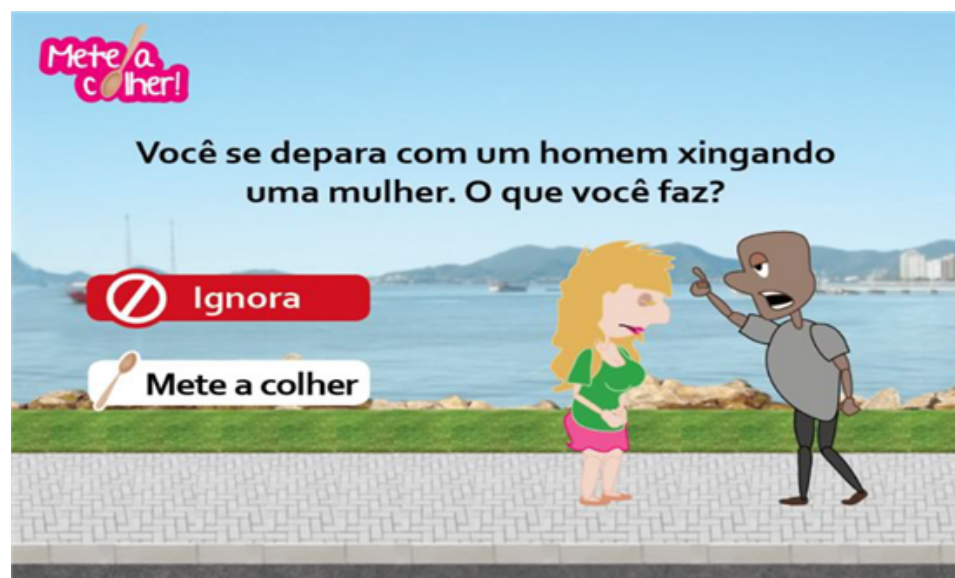 Mete a
colher!
Você se depara com um homem xingando
uma mulher. O que você faz?
Ignora
Mete a colher